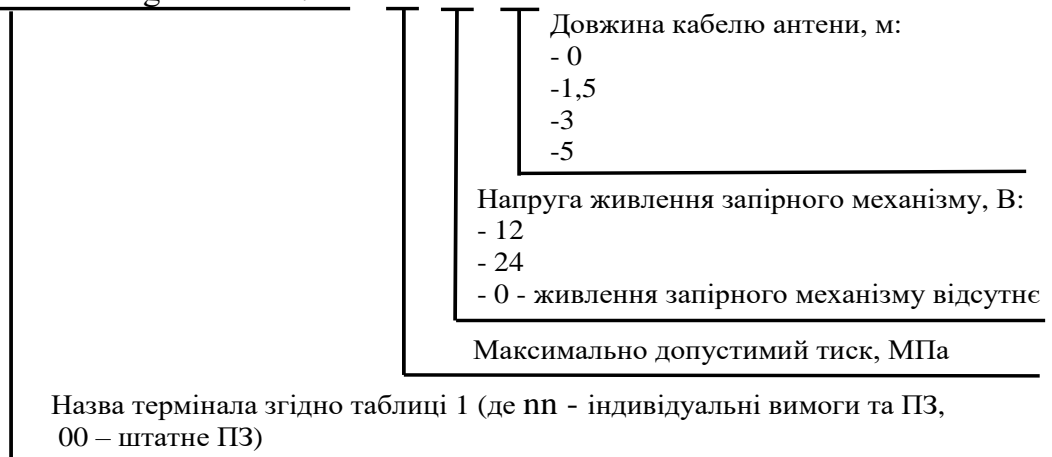 Довжина кабелю антени, м:
- 0
-1,5
-3
-5
Напруга живлення запірного механізму, В:
- 12
- 24
- 0 - живлення запірного механізму відсутнє
Максимально допустимий тиск, МПа
Назва термінала згідно таблиці 1 (де nn - індивідуальні вимоги та ПЗ,
00 – штатне ПЗ)